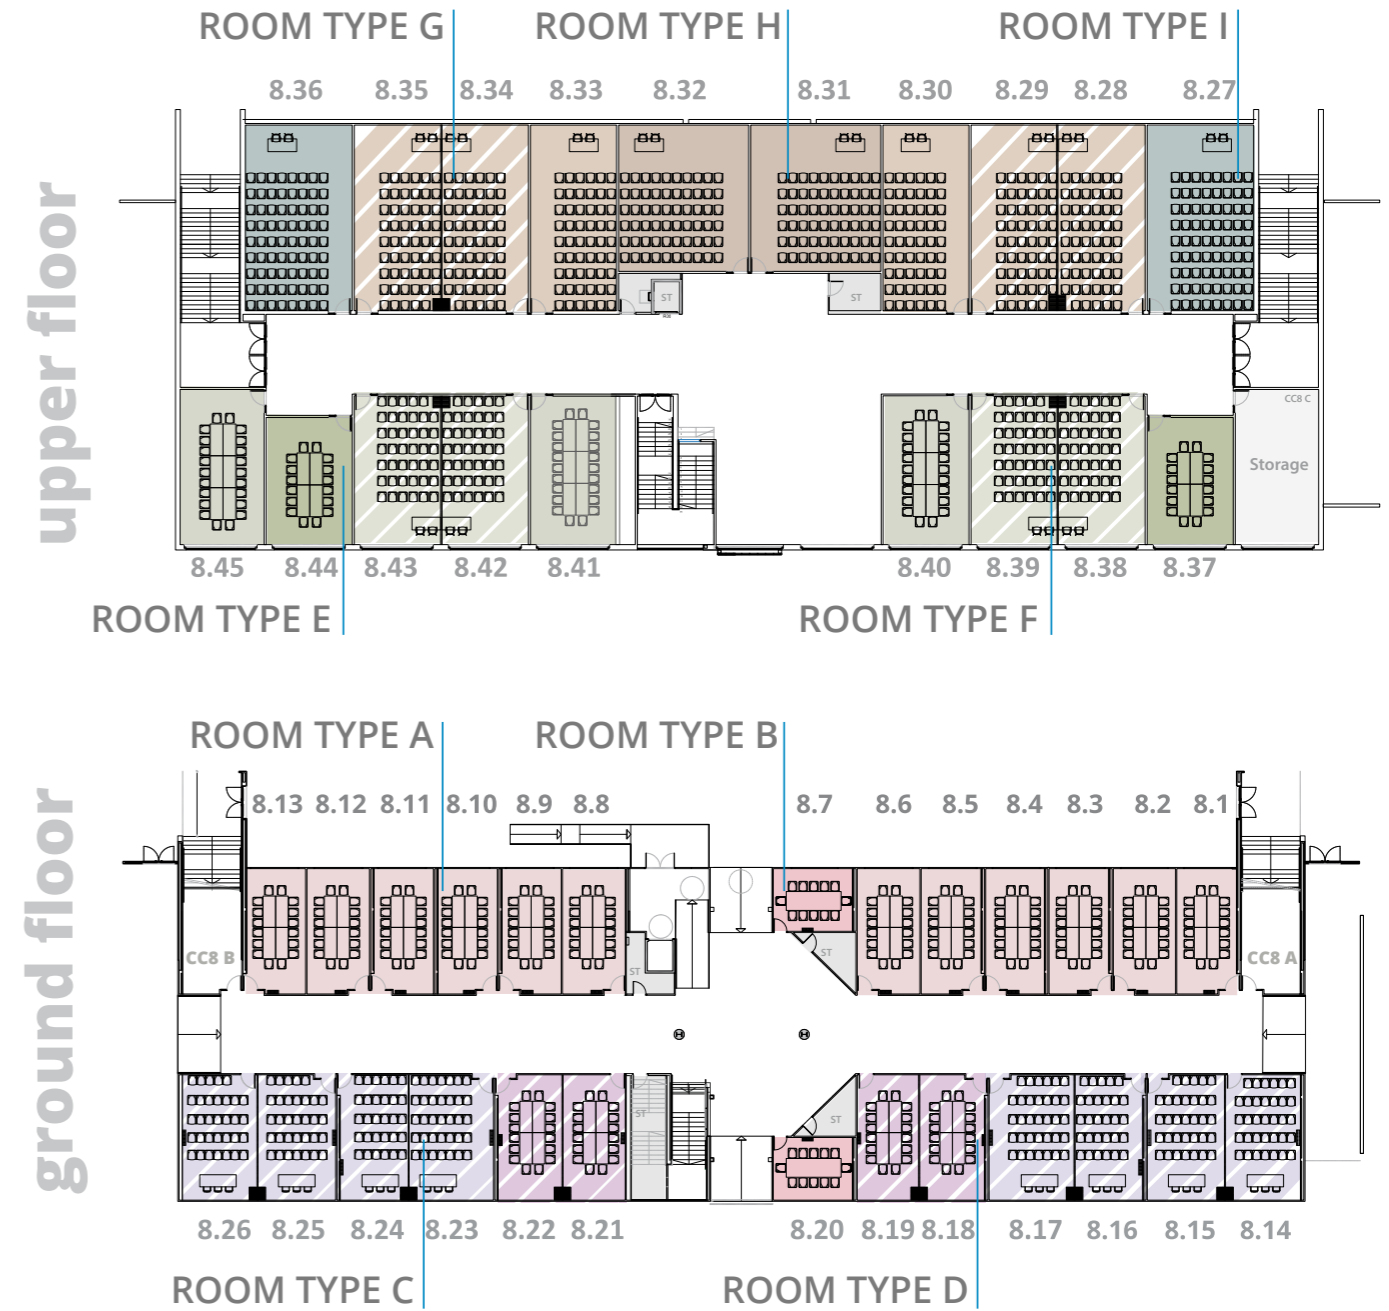 ROOM TYPE G ROOM TYPE H ROOM TYPE I
8.36 8.35 8.34 8.33 8.32 8.31 8.30 8.29 8.28 8.27
upper floor
ST ST
CC8 C
Storage
8.45 8.44 8.43 8.42 8.41 8.40 8.39 8.38 8.37
ROOM TYPE E ROOM TYPE F
ROOM TYPE A ROOM TYPE B
8.13 8.12 8.11 8.10 8.9 8.8 8.7 8.6 8.5 8.4 8.3 8.2 8.1
ground floor
CC8 B ST ST CC8 A
ST ST
8.26 8.25 8.24 8.23 8.22 8.21 8.20 8.19 8.18 8.17 8.16 8.15 8.14
ROOM TYPE C ROOM TYPE D